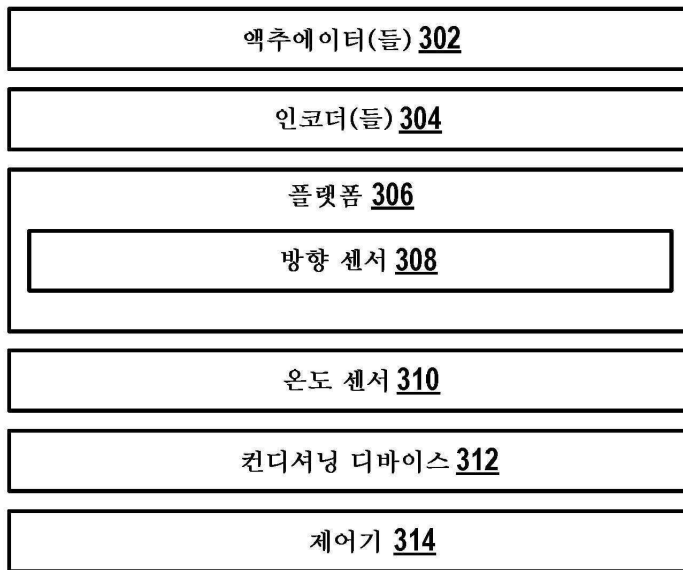 액추에이터(들) 302
인코더(들) 304
플랫폼 306
방향 센서 308
온도 센서 310
컨디셔닝 디바이스 312
제어기 314